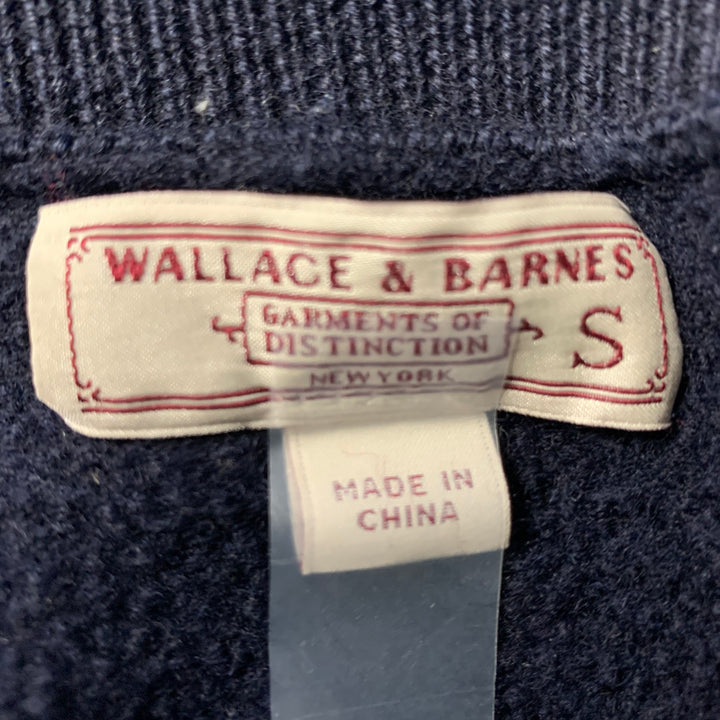 WALLACE & BARNES
GARMENTS OF
DISTINCTION
S
NEW YORK
MADE IN
CHINA